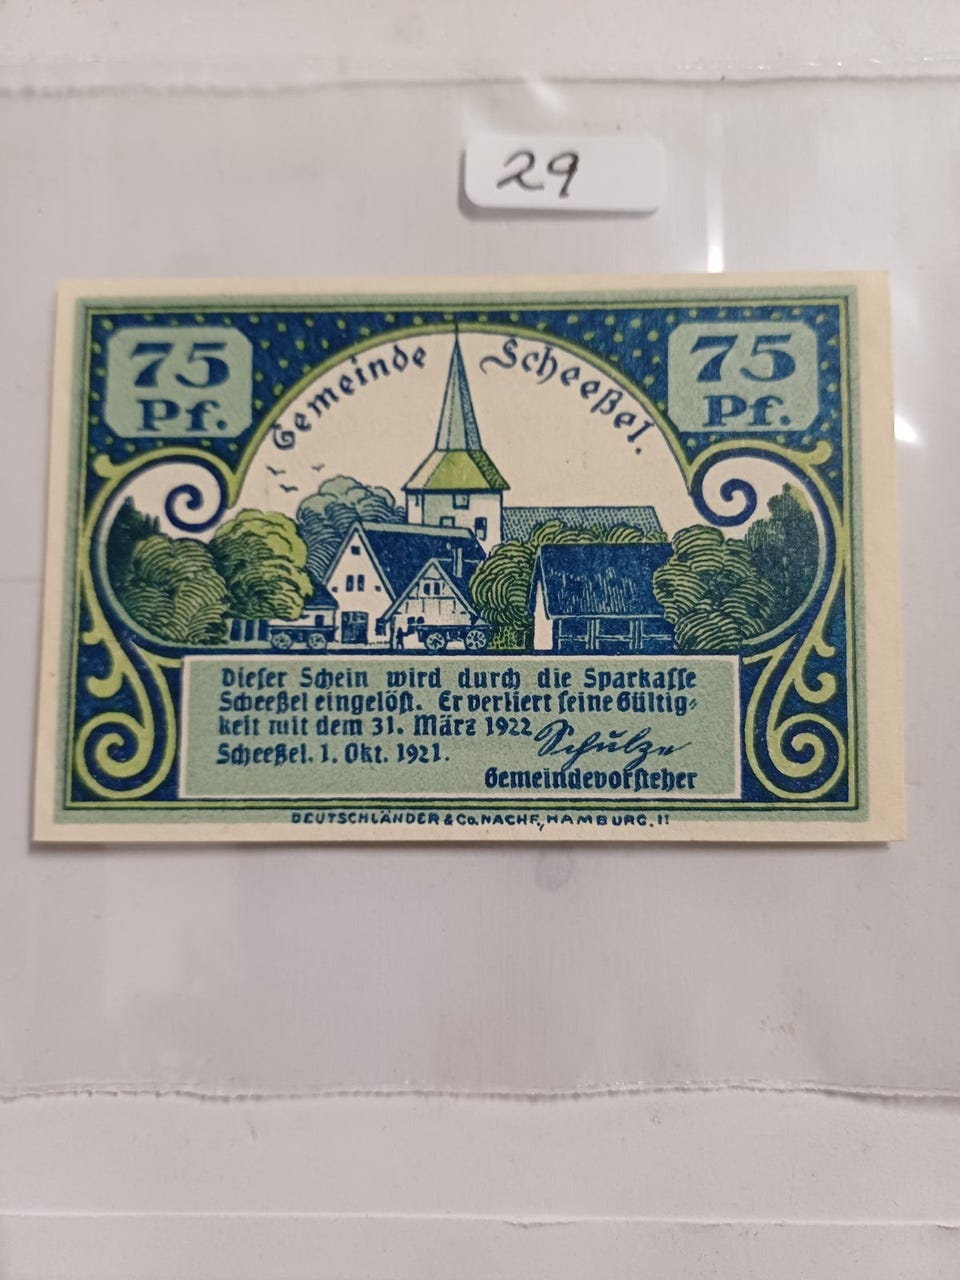 29
75 Pf.
75 Pf.
Gemeinde Scheeßel.
Dieser Schein wird durch die Sparkasse
Scheeßel eingelöst. Er verliert seine Gültig-
keit mit dem 31. März 1922
Scheeßel. 1. Okt. 1921.
Schulze
Gemeindevorsteher
DEUTSCHLÄNDER & Co. NACHF., HAMBURG. 11